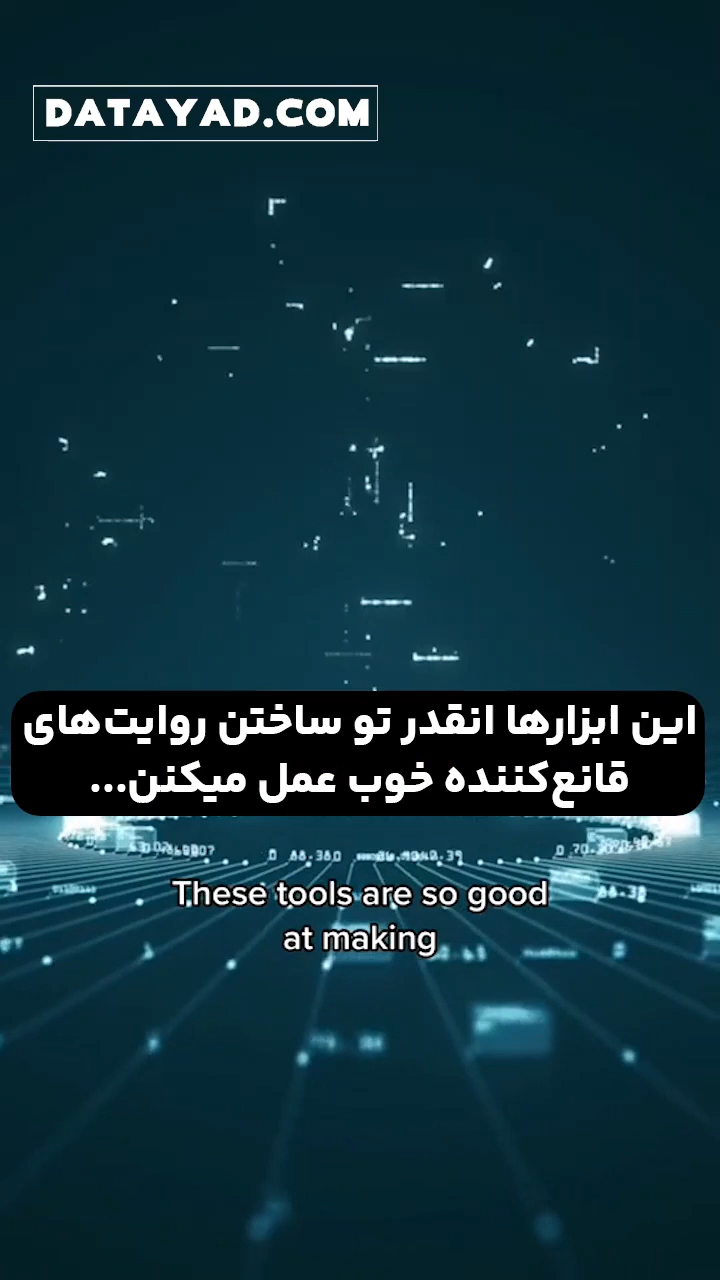 DATAYAD.COM
این ابزارها انقدر تو ساختن روایت‌های
قانع‌کننده خوب عمل میکنن...
These tools are so good
at making